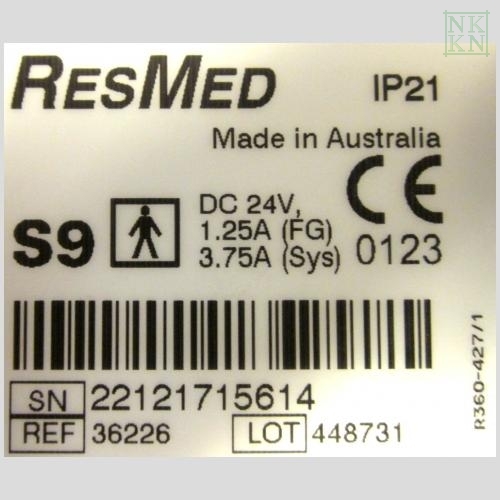 NK
KN
RESMED
IP21
Made in Australia
CE
S9
DC 24V,
1.25A (FG)
3.75A (Sys)
0123
SN 22121715614
REF 36226
LOT 448731
R360-427/1